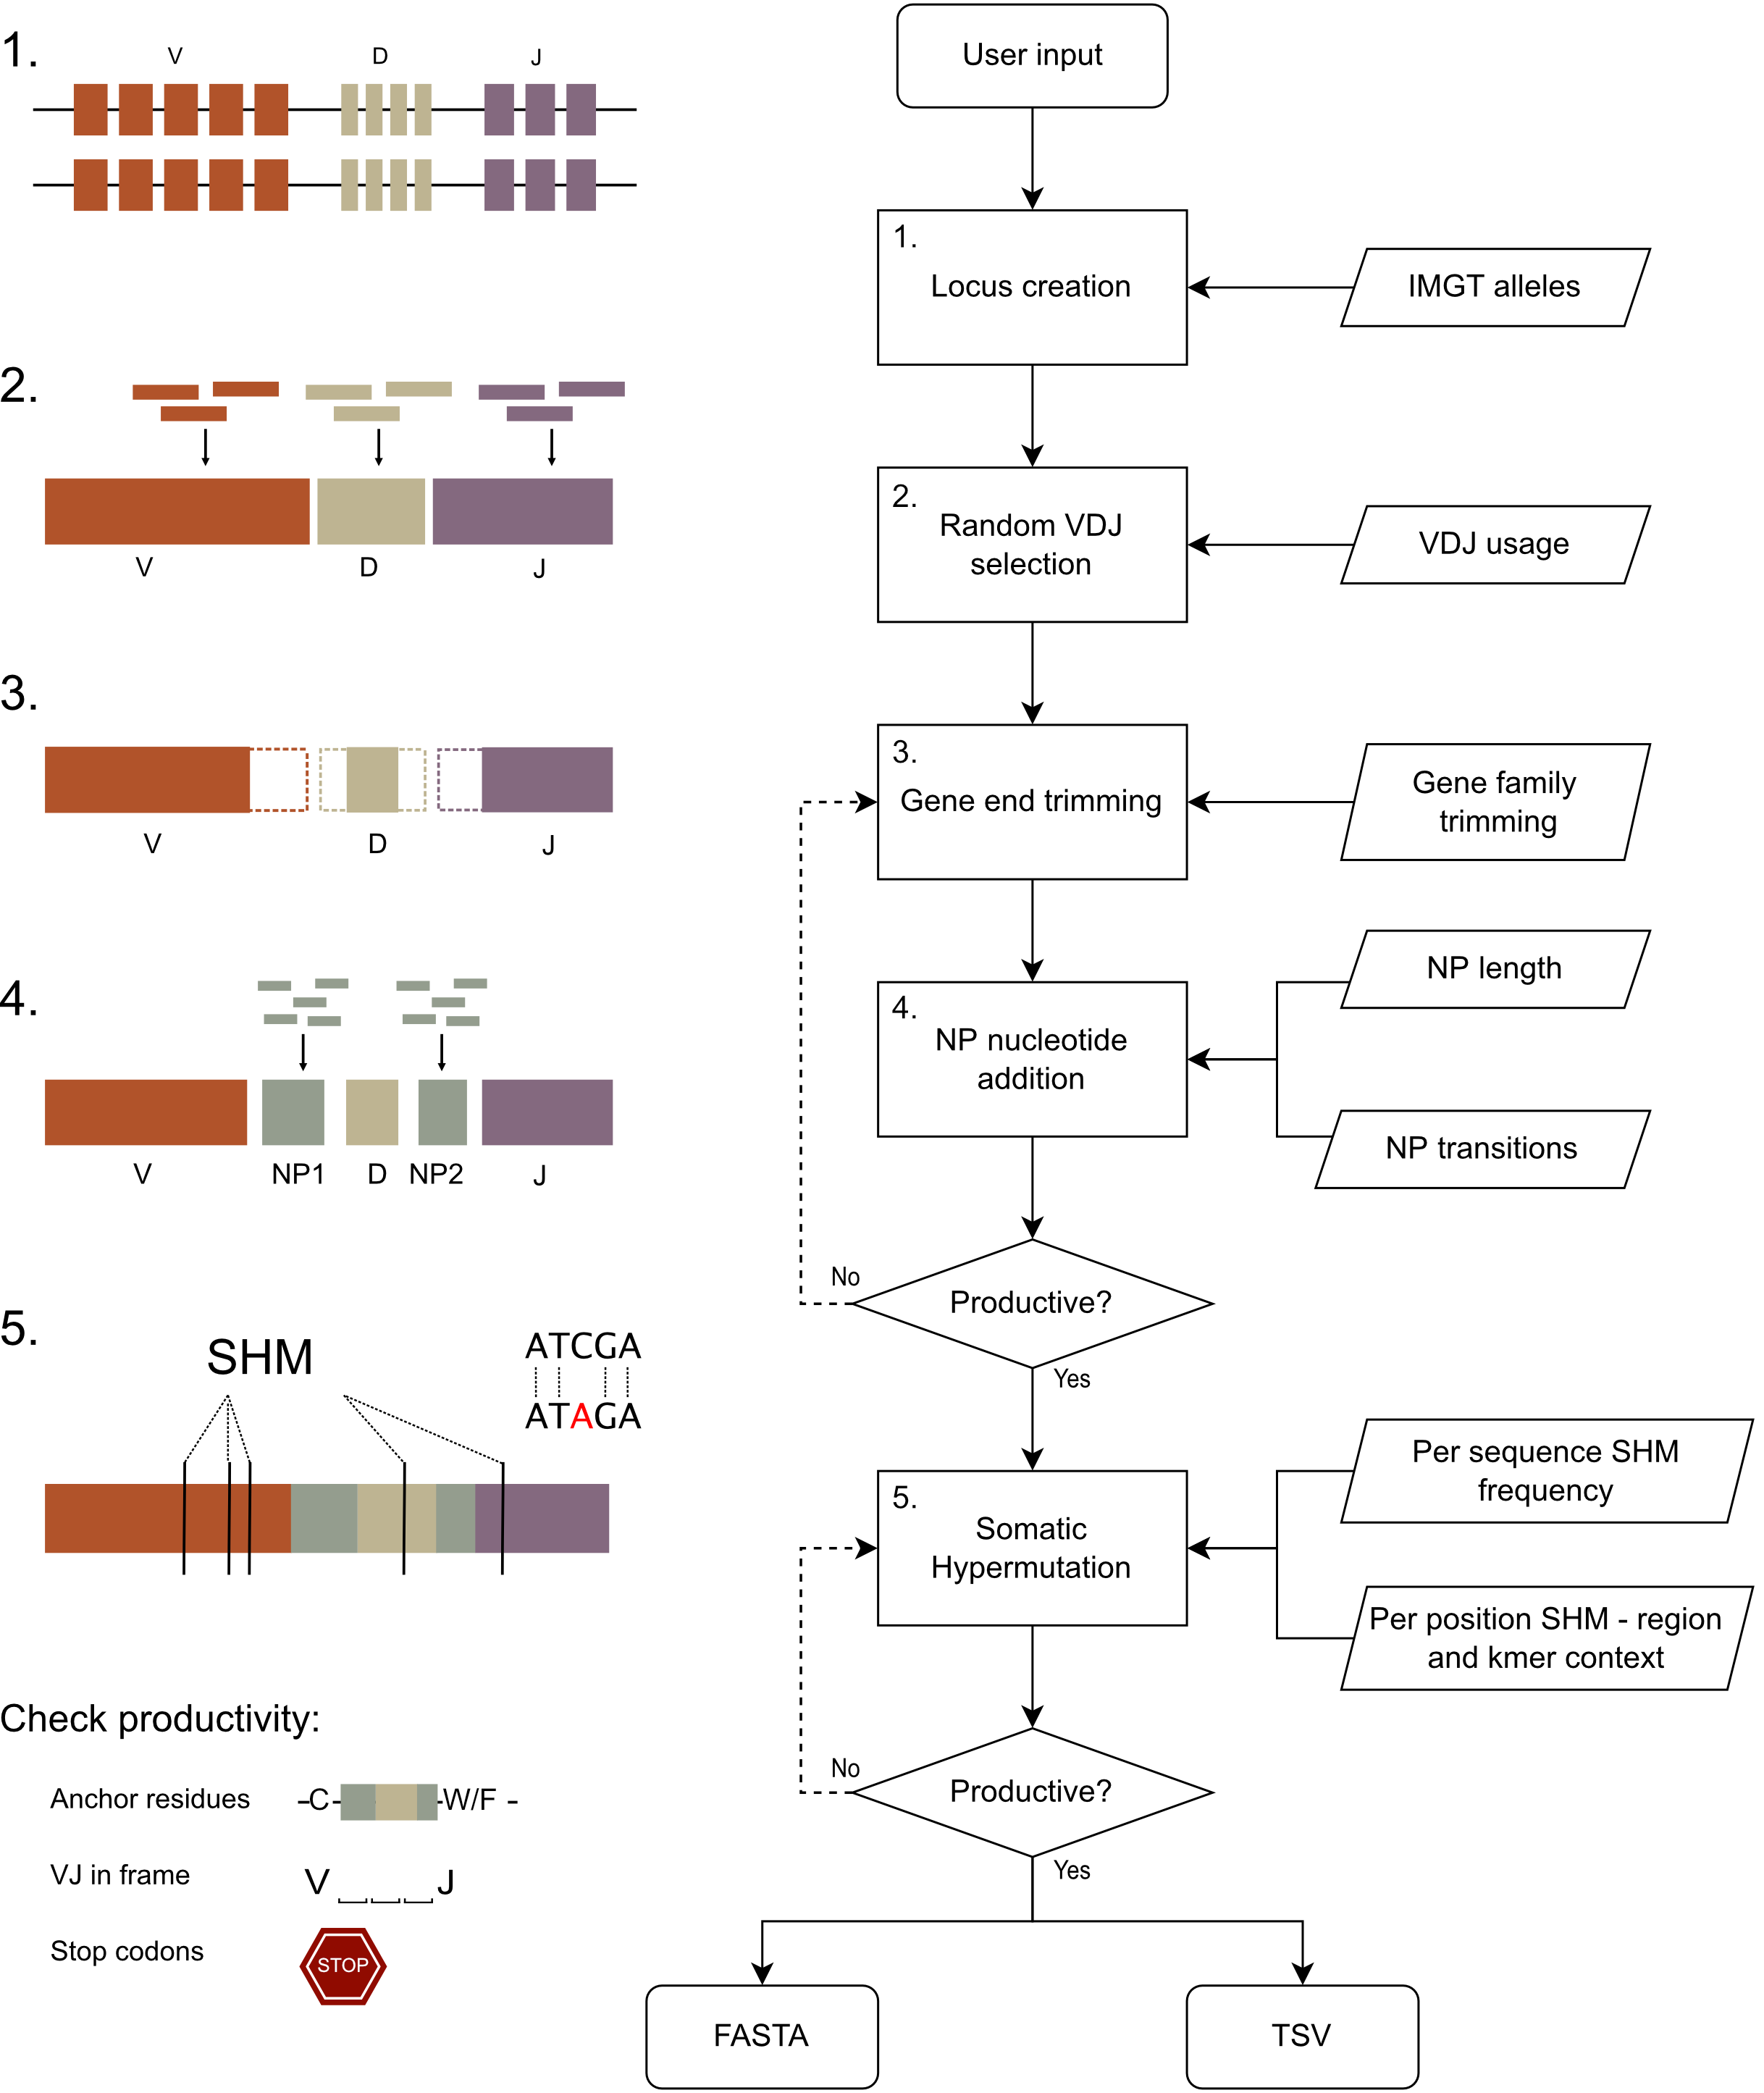 1.
V D J
2.
V D J
3.
V D J
4.
V NP1 D NP2 J
5.
SHM
ATCGA
ATAGA
Check productivity:
Anchor residues -C- -W/F -
VJ in frame V J
Stop codons STOP
User input
1.
Locus creation
IMGT alleles
2.
Random VDJ
selection
VDJ usage
3.
Gene end trimming
Gene family
trimming
4.
NP nucleotide
addition
NP length
NP transitions
Productive?
No
Yes
5.
Somatic
Hypermutation
Per sequence SHM
frequency
Per position SHM - region
and kmer context
Productive?
No
Yes
FASTA
TSV